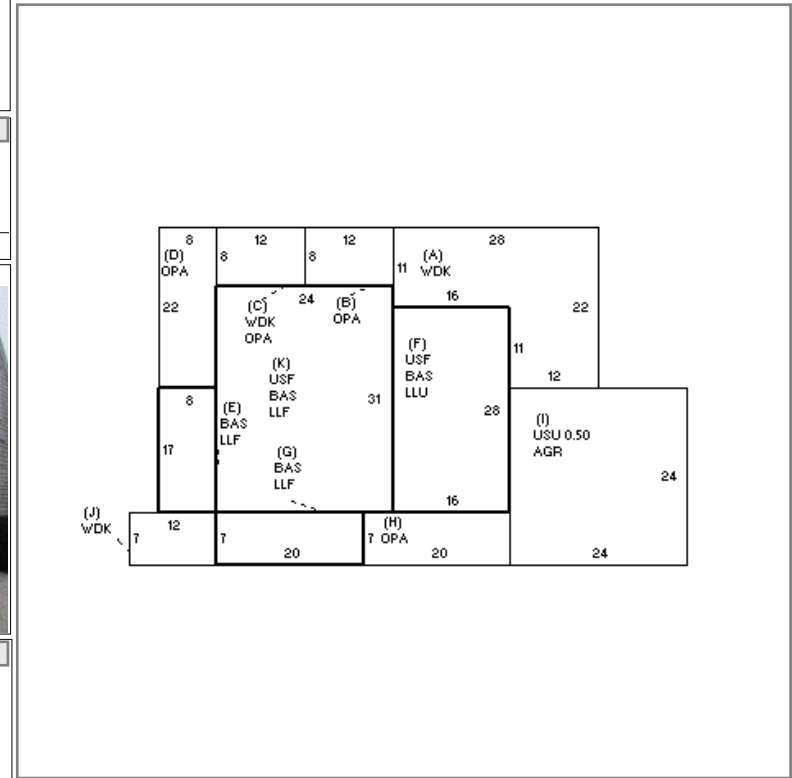 8
12
12
28
(D)
OPA
8
8
11
(A)
WDK
22
(C)
WDK
OPA
24
(B)
OPA
16
22
(F)
USF
BAS
LLU
11
(K)
USF
BAS
LLF
12
8
31
28
(E)
BAS
LLF
(I)
USU 0.50
AGR
17
(G)
BAS
LLF
24
16
(J)
WDK
12
7
7
20
7
(H)
OPA
20
24